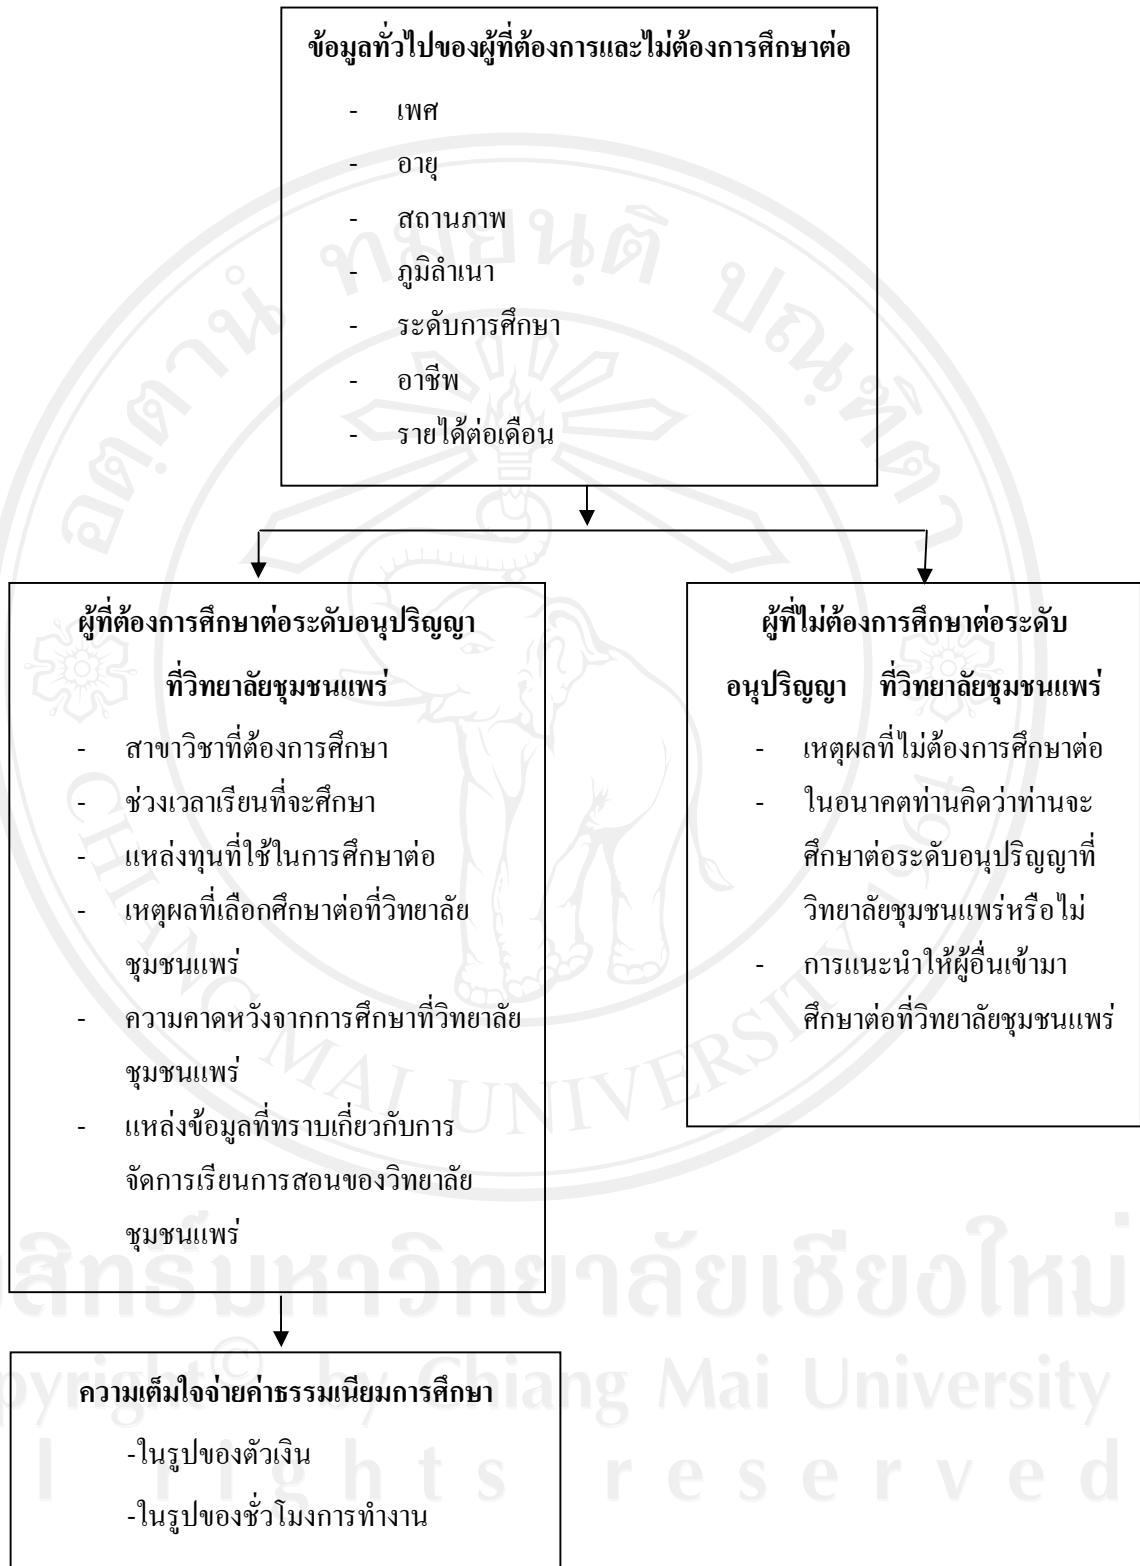 ข้อมูลทั่วไปของผู้ที่ต้องการและไม่ต้องการศึกษาต่อ
- เพศ
- อายุ
- สถานภาพ
- ภูมิลำเนา
- ระดับการศึกษา
- อาชีพ
- รายได้ต่อเดือน
ผู้ที่ต้องการศึกษาต่อระดับอนุปริญญา
ที่วิทยาลัยชุมชนแพร่
- สาขาวิชาที่ต้องการศึกษา
- ช่วงเวลาเรียนที่จะศึกษา
- แหล่งทุนที่ใช้ในการศึกษาต่อ
- เหตุผลที่เลือกศึกษาต่อที่วิทยาลัย
ชุมชนแพร่
- ความคาดหวังจากการศึกษาที่วิทยาลัย
ชุมชนแพร่
- แหล่งข้อมูลที่ทราบเกี่ยวกับการ
จัดการเรียนการสอนของวิทยาลัย
ชุมชนแพร่
ผู้ที่ไม่ต้องการศึกษาต่อระดับ
อนุปริญญา ที่วิทยาลัยชุมชนแพร่
- เหตุผลที่ไม่ต้องการศึกษาต่อ
- ในอนาคตท่านคิดว่าท่านจะ
ศึกษาต่อระดับอนุปริญญาที่
วิทยาลัยชุมชนแพร่หรือไม่
- การแนะนำให้ผู้อื่นเข้ามา
ศึกษาต่อที่วิทยาลัยชุมชนแพร่
ความเต็มใจจ่ายค่าธรรมเนียมการศึกษา
-ในรูปของตัวเงิน
-ในรูปของชั่วโมงการทำงาน
อตฺตานํ ทมยนฺติ ปณฺฑิตา
CHIANG MAI UNIVERSITY 1964
สิทธิ์มหาวิทยาลัยเชียงใหม่
pyright© by Chiang Mai University
l rights reserved